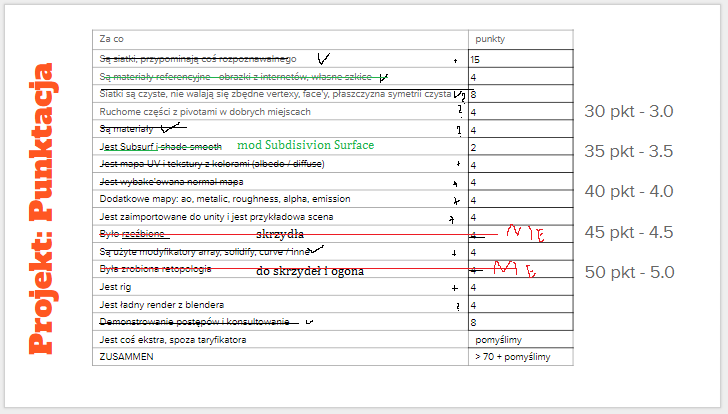 Projekt: Punktacja
Za co punkty
Są siatki, przypominają coś rozpoznawalnego 15
Są materiały referencyjne - obrazki z internetów, własne szkice 4
Siatki są czyste, nie walają się zbędne vertexy, face'y, płaszczyzna symetrii czysta ? 8
Ruchome części z pivotami w dobrych miejscach ? 4
Są materiały ? 4
Jest Subsurf i shade smooth mod Subdisivion Surface 2
Jest mapa UV i tekstury z kolorami (albedo / diffuse) 4
Jest wybake'owana normal mapa 4
Dodatkowe mapy: ao, metalic, roughness, alpha, emission 4
Jest zaimportowane do unity i jest przykładowa scena 4
Było rzeźbione skrzydła 4 NIE
Są użyte modyfikatory array, solidify, curve / inne 4
Była zrobiona retopologia do skrzydeł i ogona 4 NIE
Jest rig + 4
Jest ładny render z blendera ? 4
Demonstrowanie postępów i konsultowanie 8
Jest coś ekstra, spoza taryfikatora pomyślimy
ZUSAMMEN > 70 + pomyślimy
30 pkt - 3.0
35 pkt - 3.5
40 pkt - 4.0
45 pkt - 4.5
50 pkt - 5.0